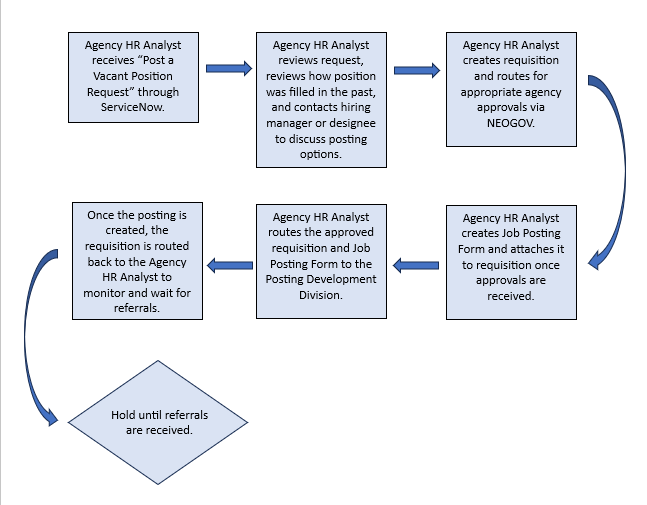 Agency HR Analyst
receives “Post a
Vacant Position
Request” through
ServiceNow.
Agency HR Analyst
reviews request,
reviews how position
was filled in the past,
and contacts hiring
manager or designee
to discuss posting
options.
Agency HR Analyst
creates requisition
and routes for
appropriate agency
approvals via
NEOGOV.
Agency HR Analyst
creates Job Posting
Form and attaches it
to requisition once
approvals are
received.
Agency HR Analyst
routes the approved
requisition and Job
Posting Form to the
Posting Development
Division.
Once the posting is
created, the
requisition is routed
back to the Agency
HR Analyst to
monitor and wait for
referrals.
Hold until referrals
are received.